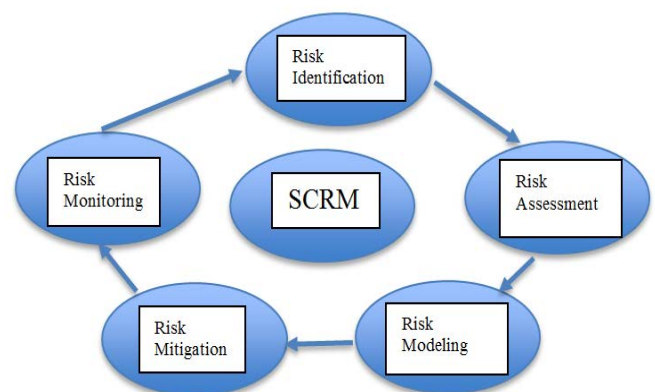 Risk
Identification
Risk
Monitoring
SCRM
Risk
Assessment
Risk
Mitigation
Risk
Modeling